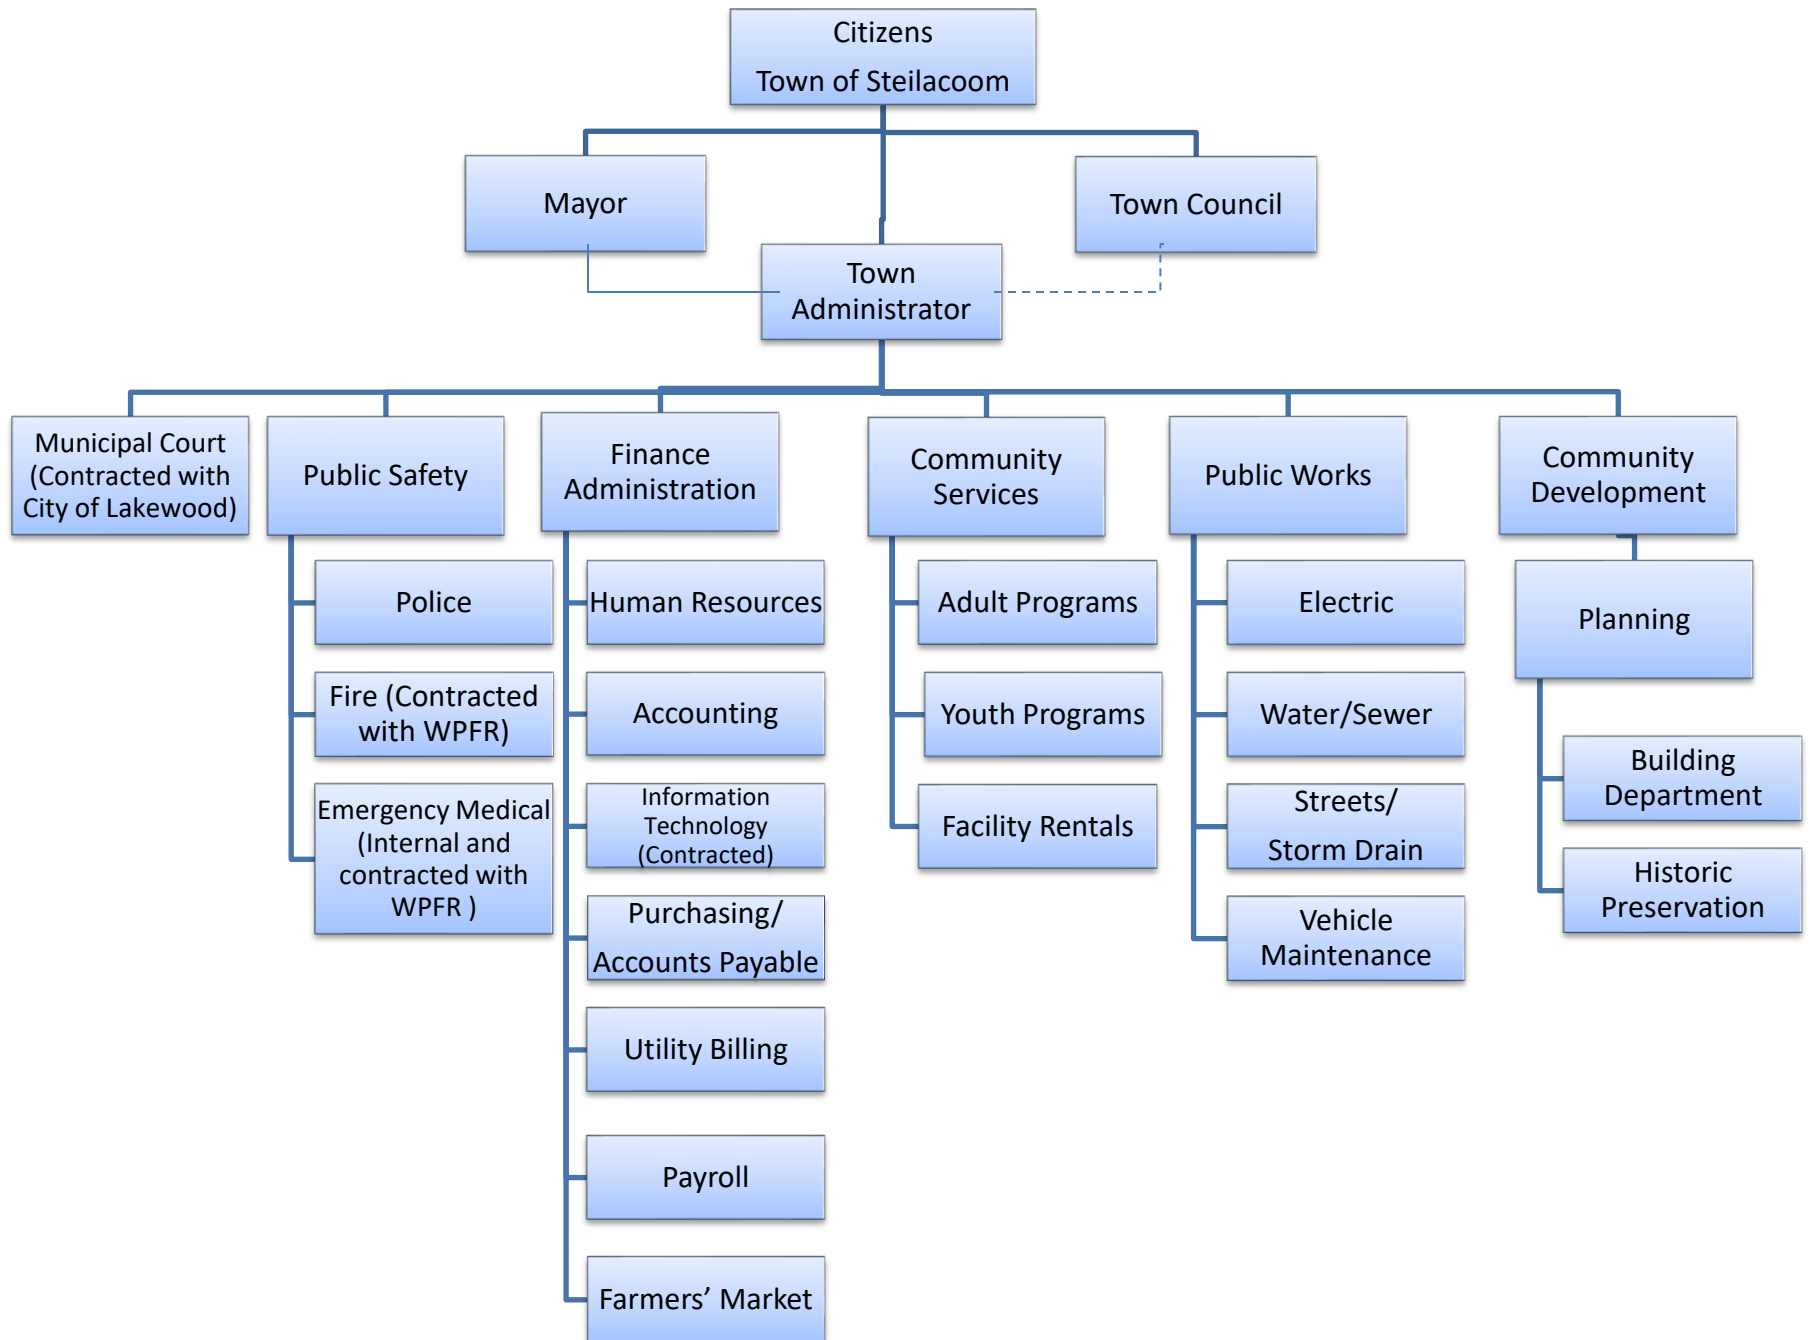 Citizens
Town of Steilacoom
Mayor
Town Council
Town
Administrator
Municipal Court
(Contracted with
City of Lakewood)
Public Safety
Finance
Administration
Community
Services
Public Works
Community
Development
Police
Fire (Contracted
with WPFR)
Emergency Medical
(Internal and
contracted with
WPFR )
Human Resources
Accounting
Information
Technology
(Contracted)
Purchasing/
Accounts Payable
Utility Billing
Payroll
Farmers’ Market
Adult Programs
Youth Programs
Facility Rentals
Electric
Water/Sewer
Streets/
Storm Drain
Vehicle
Maintenance
Planning
Building
Department
Historic
Preservation